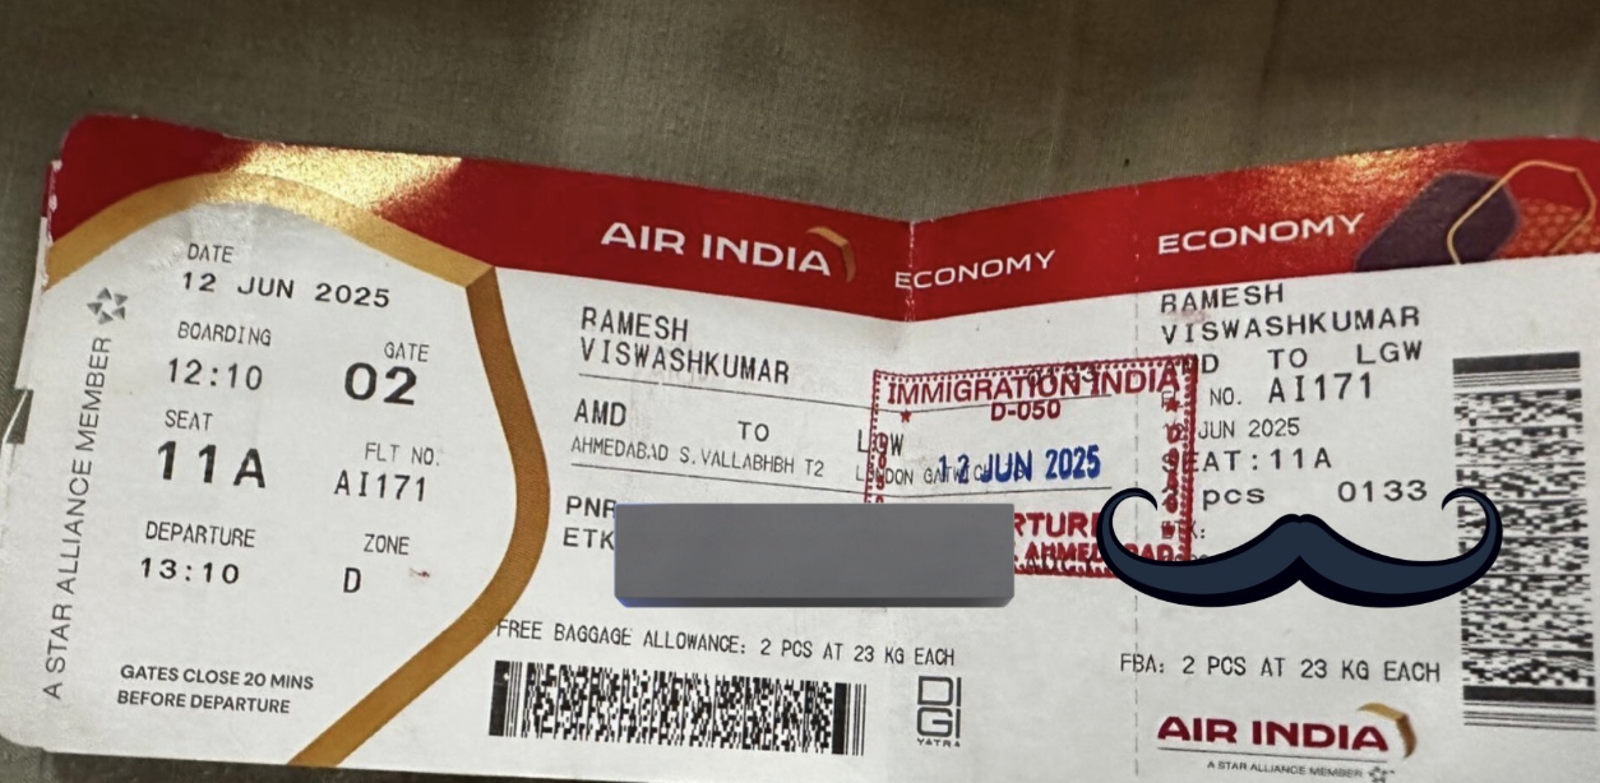 AIR INDIA
ECONOMY
ECONOMY
DATE
12 JUN 2025
BOARDING
12:10
GATE
02
SEAT
11A
FLT NO.
AI171
DEPARTURE
13:10
ZONE
D
GATES CLOSE 20 MINS
BEFORE DEPARTURE
A STAR ALLIANCE MEMBER
RAMESH
VISWASHKUMAR
AMD TO LGW
AHMEDABAD S.VALLABHBH T2
PNR
ETK
IMMIGRATION INDIA
D-050
12 JUN 2025
FREE BAGGAGE ALLOWANCE: 2 PCS AT 23 KG EACH
DIGI
YATRA
RAMESH
VISWASHKUMAR
TO LGW
NO. AI171
JUN 2025
SEAT:11A
pcs 0133
FBA: 2 PCS AT 23 KG EACH
AIR INDIA
A STAR ALLIANCE MEMBER